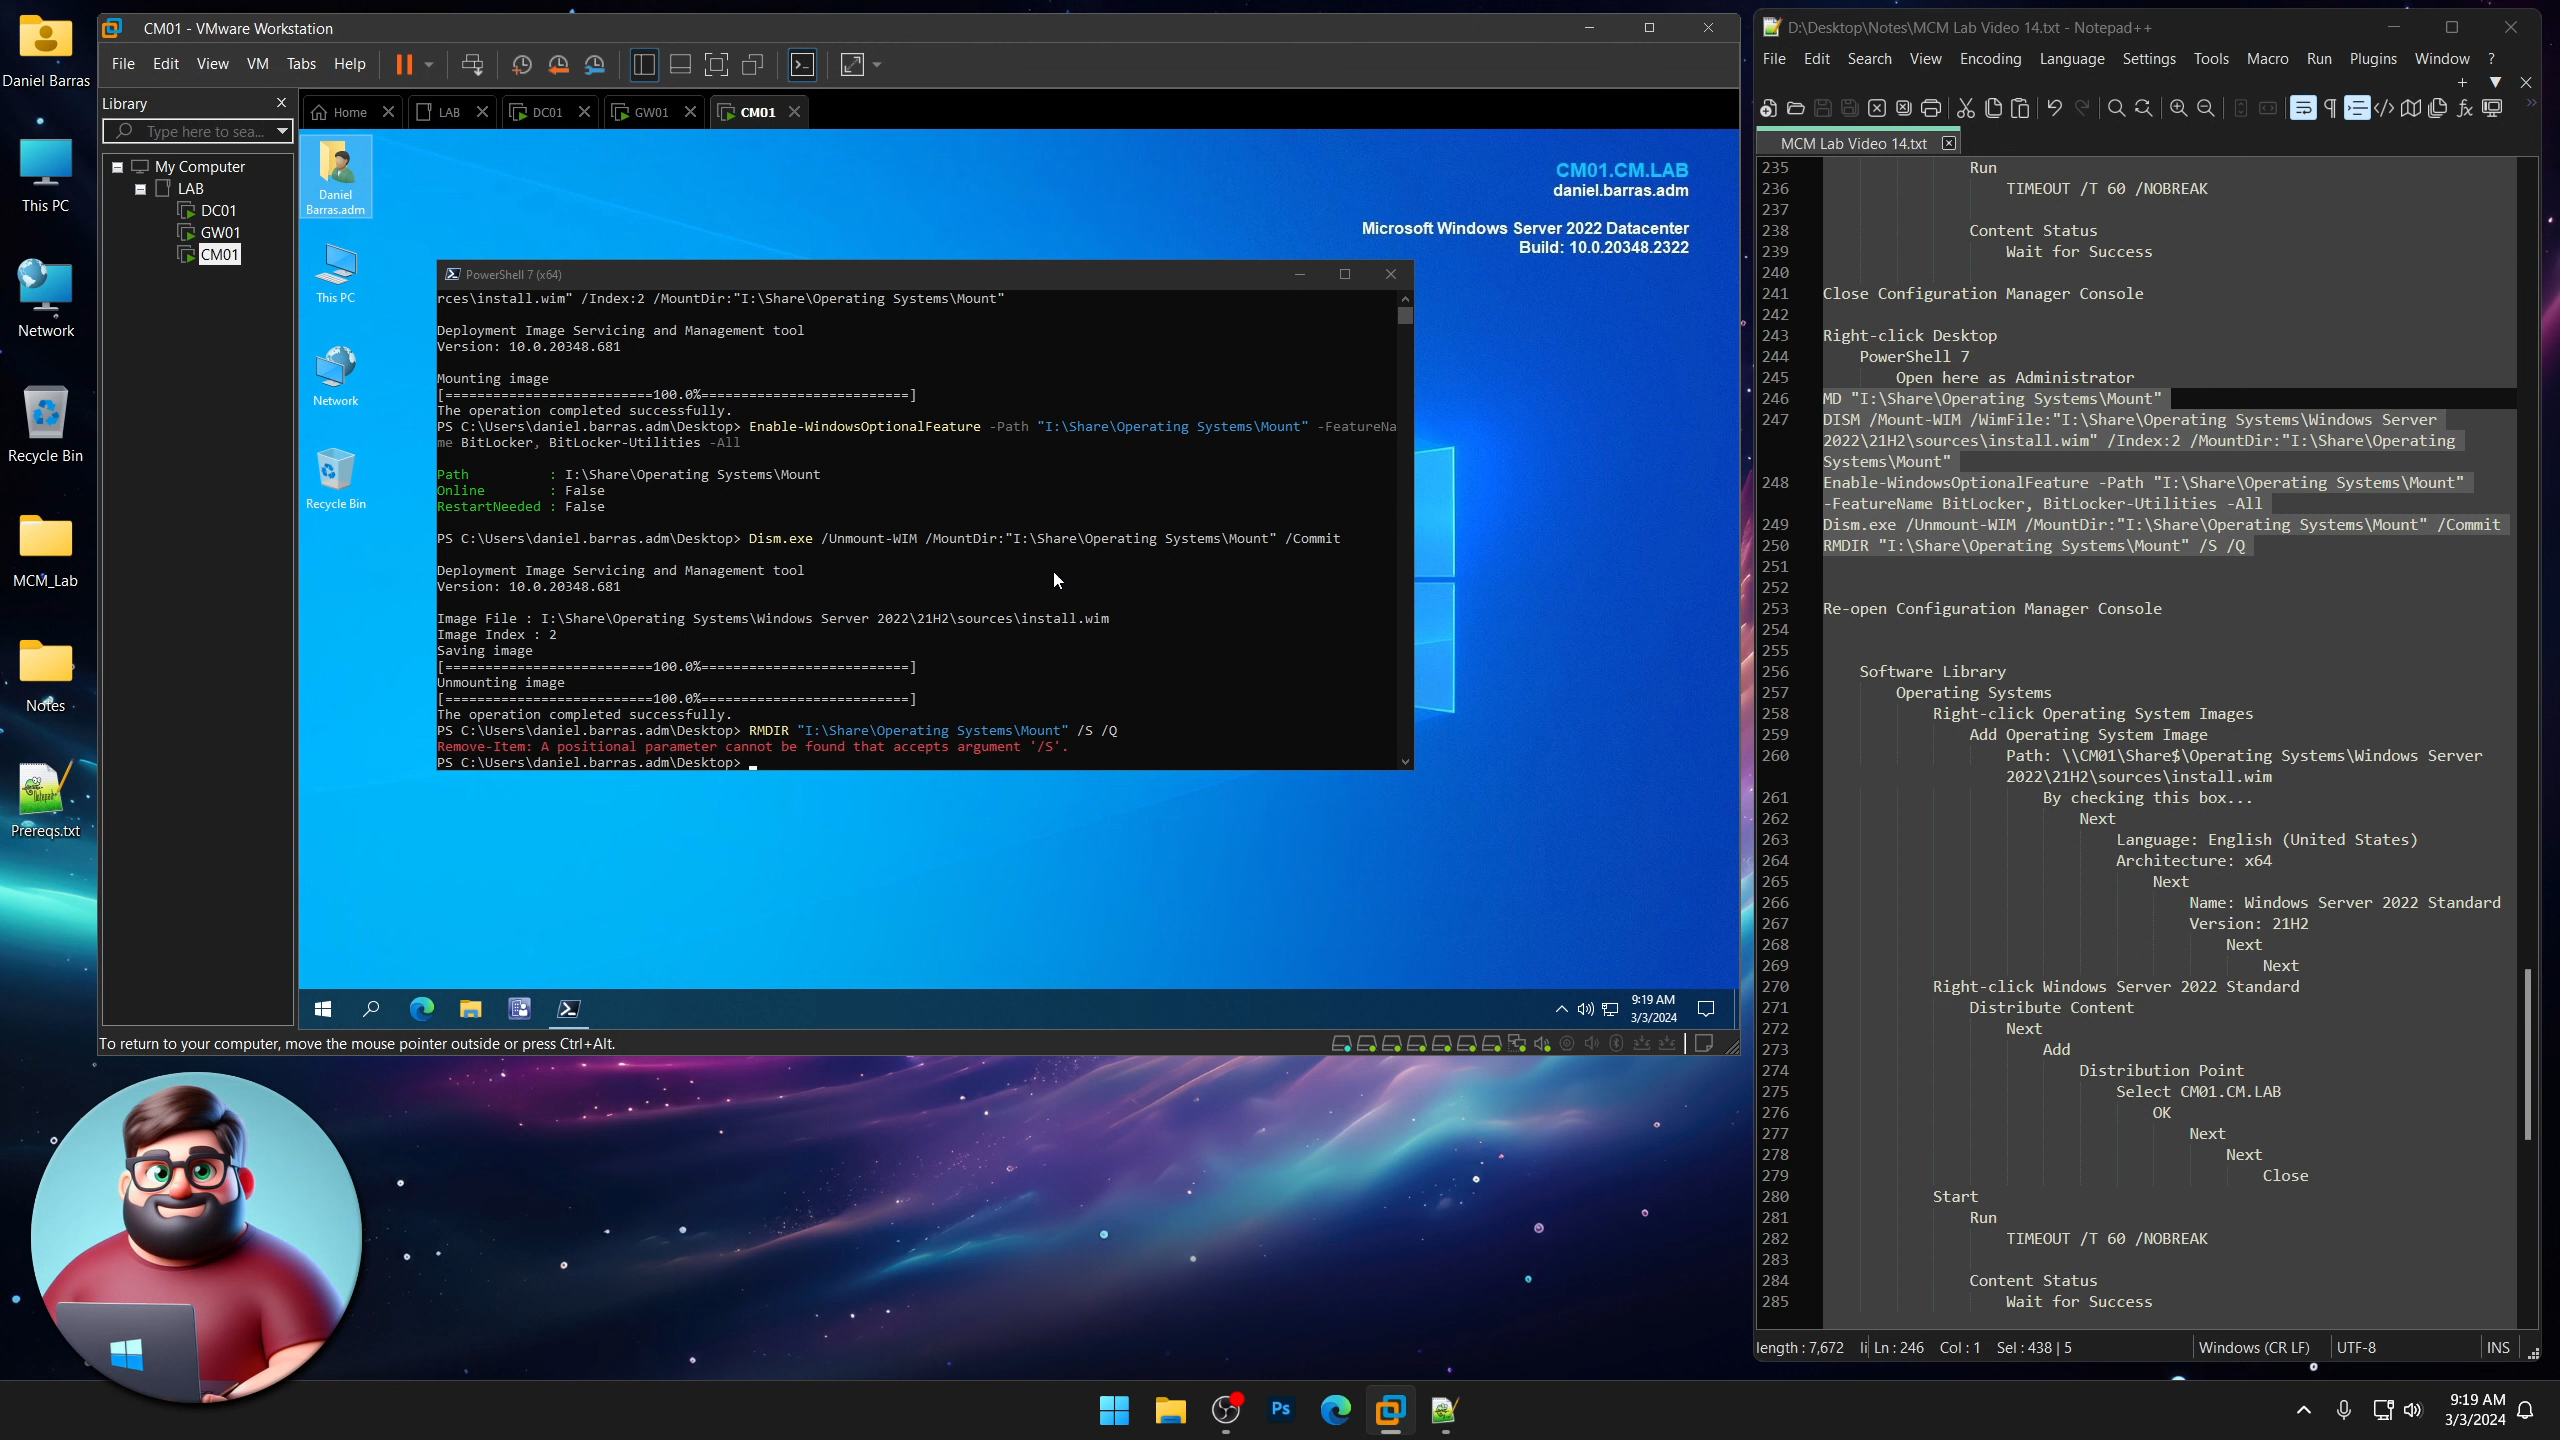 Daniel Barras
This PC
Network
Recycle Bin
MCM_Lab
Notes
Prereqs.txt
CM01 - VMware Workstation
File Edit View VM Tabs Help
Library
Type here to sea...
My Computer
LAB
DC01
GW01
CM01
Home LAB DC01 GW01 CM01
Daniel
Barras.adm
This PC
Network
Recycle Bin
CM01.CM.LAB
daniel.barras.adm
Microsoft Windows Server 2022 Datacenter
Build: 10.0.20348.2322
PowerShell 7 (x64)
rces\install.wim" /Index:2 /MountDir:"I:\Share\Operating Systems\Mount"
Deployment Image Servicing and Management tool
Version: 10.0.20348.681
Mounting image
[==========================100.0%==========================]
The operation completed successfully.
PS C:\Users\daniel.barras.adm\Desktop> Enable-WindowsOptionalFeature -Path "I:\Share\Operating Systems\Mount" -FeatureNa
me BitLocker, BitLocker-Utilities -All
Path : I:\Share\Operating Systems\Mount
Online : False
RestartNeeded : False
PS C:\Users\daniel.barras.adm\Desktop> Dism.exe /Unmount-WIM /MountDir:"I:\Share\Operating Systems\Mount" /Commit
Deployment Image Servicing and Management tool
Version: 10.0.20348.681
Image File : I:\Share\Operating Systems\Windows Server 2022\21H2\sources\install.wim
Image Index : 2
Saving image
[==========================100.0%==========================]
Unmounting image
[==========================100.0%==========================]
The operation completed successfully.
PS C:\Users\daniel.barras.adm\Desktop> RMDIR "I:\Share\Operating Systems\Mount" /S /Q
Remove-Item: A positional parameter cannot be found that accepts argument '/S'.
PS C:\Users\daniel.barras.adm\Desktop>
9:19 AM
3/3/2024
To return to your computer, move the mouse pointer outside or press Ctrl+Alt.
D:\Desktop\Notes\MCM Lab Video 14.txt - Notepad++
File Edit Search View Encoding Language Settings Tools Macro Run Plugins Window ?
MCM Lab Video 14.txt
235 Run
236 TIMEOUT /T 60 /NOBREAK
237
238 Content Status
239 Wait for Success
240
241 Close Configuration Manager Console
242
243 Right-click Desktop
244 PowerShell 7
245 Open here as Administrator
246 MD "I:\Share\Operating Systems\Mount"
247 DISM /Mount-WIM /WimFile:"I:\Share\Operating Systems\Windows Server
2022\21H2\sources\install.wim" /Index:2 /MountDir:"I:\Share\Operating
Systems\Mount"
248 Enable-WindowsOptionalFeature -Path "I:\Share\Operating Systems\Mount"
-FeatureName BitLocker, BitLocker-Utilities -All
249 Dism.exe /Unmount-WIM /MountDir:"I:\Share\Operating Systems\Mount" /Commit
250 RMDIR "I:\Share\Operating Systems\Mount" /S /Q
251
252
253 Re-open Configuration Manager Console
254
255
256 Software Library
257 Operating Systems
258 Right-click Operating System Images
259 Add Operating System Image
260 Path: \\CM01\Share$\Operating Systems\Windows Server
2022\21H2\sources\install.wim
261 By checking this box...
262 Next
263 Language: English (United States)
264 Architecture: x64
265 Next
266 Name: Windows Server 2022 Standard
267 Version: 21H2
268 Next
269 Next
270 Right-click Windows Server 2022 Standard
271 Distribute Content
272 Next
273 Add
274 Distribution Point
275 Select CM01.CM.LAB
276 OK
277 Next
278 Next
279 Close
280 Start
281 Run
282 TIMEOUT /T 60 /NOBREAK
283
284 Content Status
285 Wait for Success
length : 7,672 li Ln : 246 Col : 1 Sel : 438 | 5 Windows (CR LF) UTF-8 INS
Ps
9:19 AM
3/3/2024